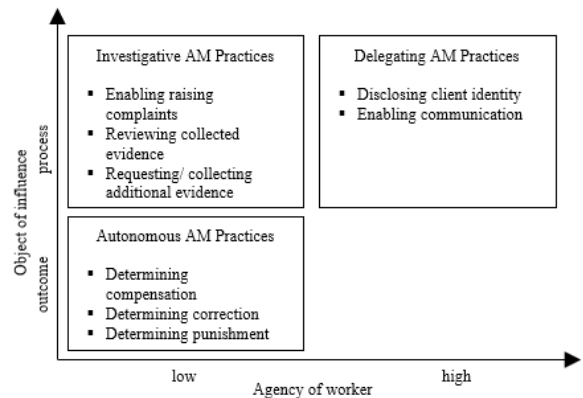 Investigative AM Practices
▪ Enabling raising
complaints
▪ Reviewing collected
evidence
▪ Requesting/ collecting
additional evidence
Delegating AM Practices
▪ Disclosing client identity
▪ Enabling communication
Autonomous AM Practices
▪ Determining
compensation
▪ Determining correction
▪ Determining punishment
Object of influence
process
outcome
low
high
Agency of worker